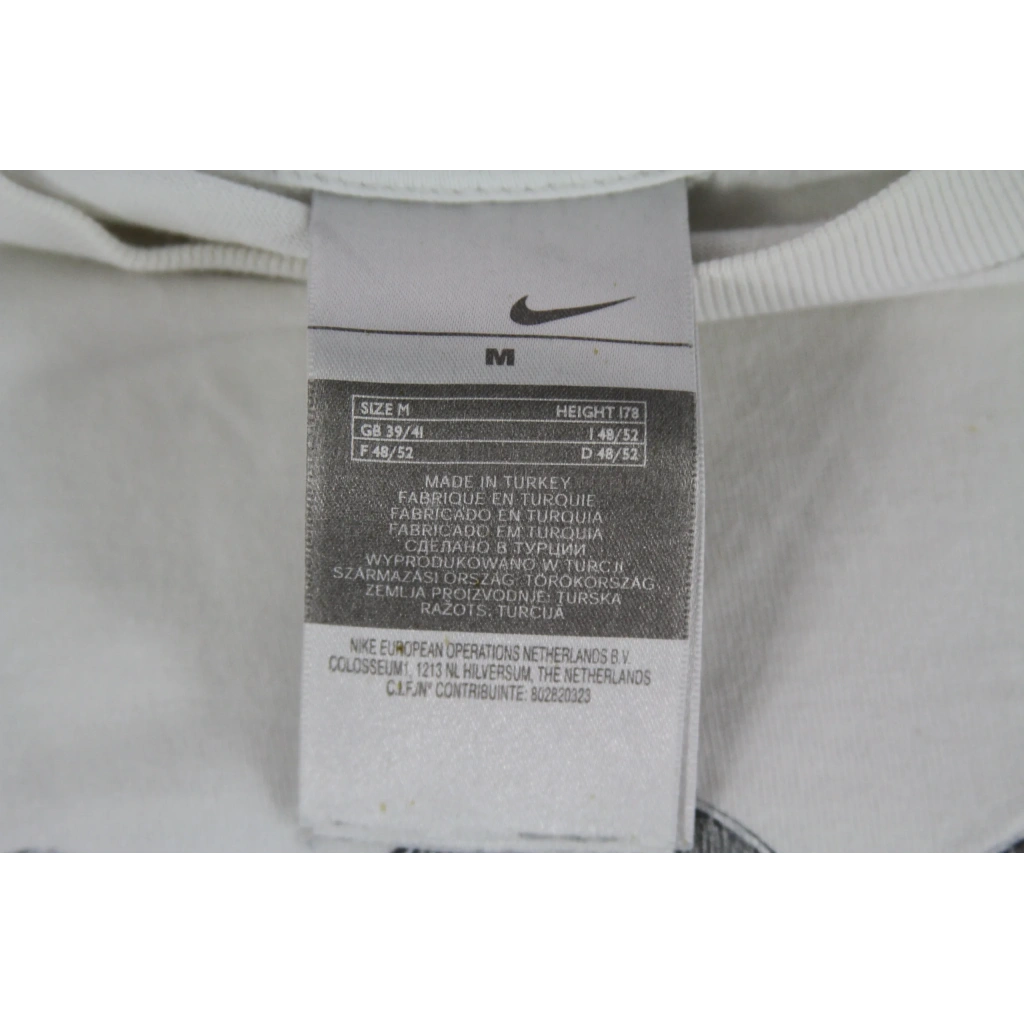 M
SIZE M HEIGHT 178
GB 39/41 I 48/52
F 48/52 D 48/52
MADE IN TURKEY
FABRIQUE EN TURQUIE
FABRICADO EN TURQUIA
FABRICADO EM TURQUIA
СДЕЛАНО В ТУРЦИИ
WYPRODUKOWANO W TURCJI
SZÁRMAZÁSI ORSZÁG: TÖRÖKORSZÁG
ZEMLJA PROIZVODNJE: TURSKA
RAŽOTS: TURCIJĀ
NIKE EUROPEAN OPERATIONS NETHERLANDS B.V.
COLOSSEUM1, 1213 NL HILVERSUM, THE NETHERLANDS
C.I.F./N° CONTRIBUINTE: 802820323